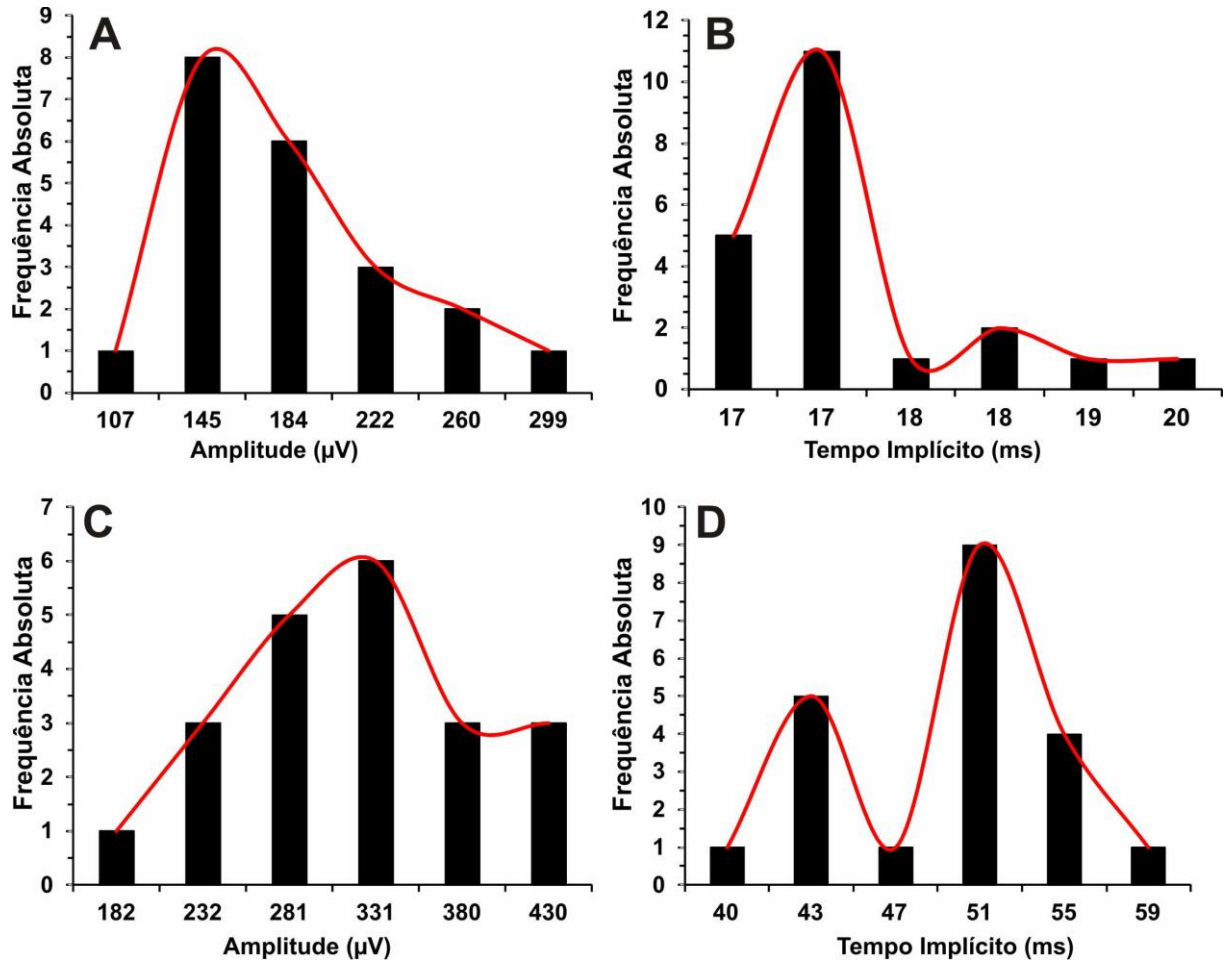 A
Frequência Absoluta
9
8
7
6
5
4
3
2
1
0
107 145 184 222 260 299
Amplitude (µV)
B
Frequência Absoluta
12
10
8
6
4
2
0
17 17 18 18 19 20
Tempo Implícito (ms)
C
Frequência Absoluta
7
6
5
4
3
2
1
0
182 232 281 331 380 430
Amplitude (µV)
D
Frequência Absoluta
10
9
8
7
6
5
4
3
2
1
0
40 43 47 51 55 59
Tempo Implícito (ms)